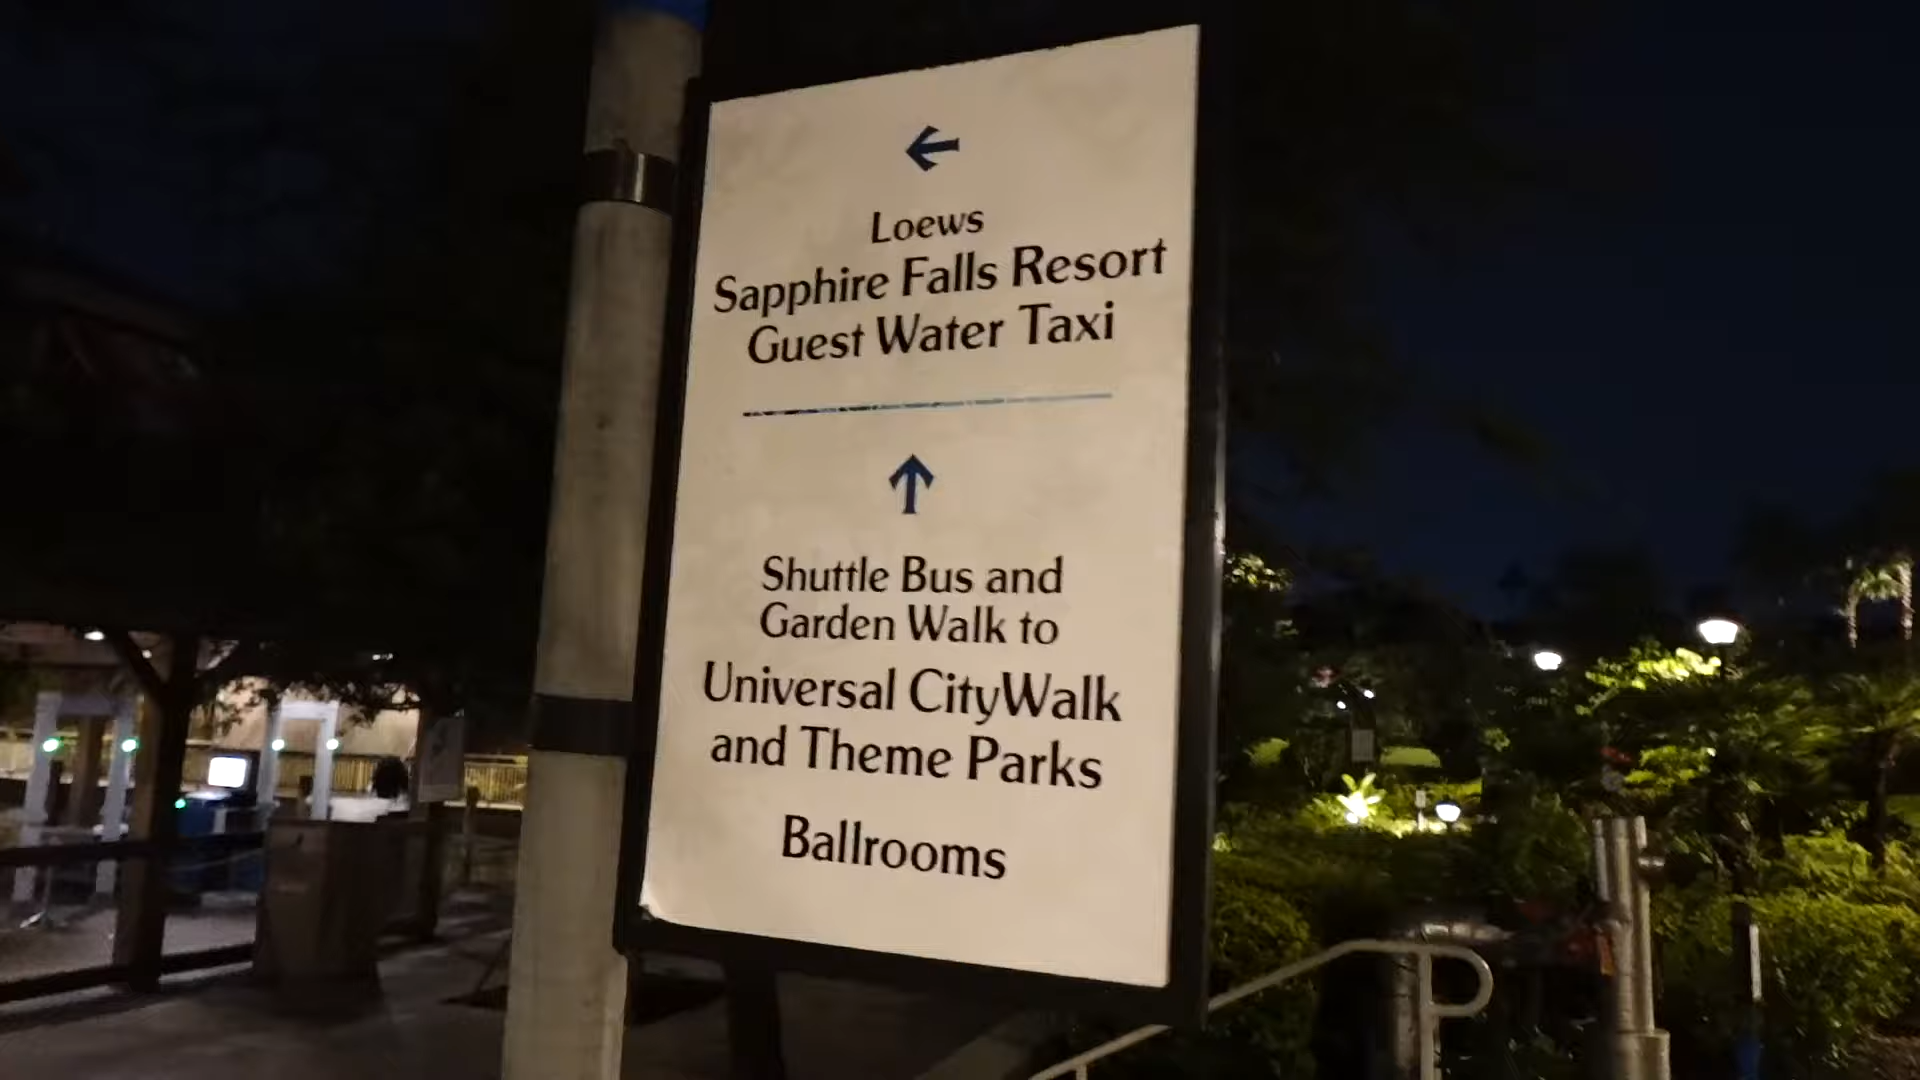 Loews
Sapphire Falls Resort
Guest Water Taxi
Shuttle Bus and
Garden Walk to
Universal CityWalk
and Theme Parks
Ballrooms